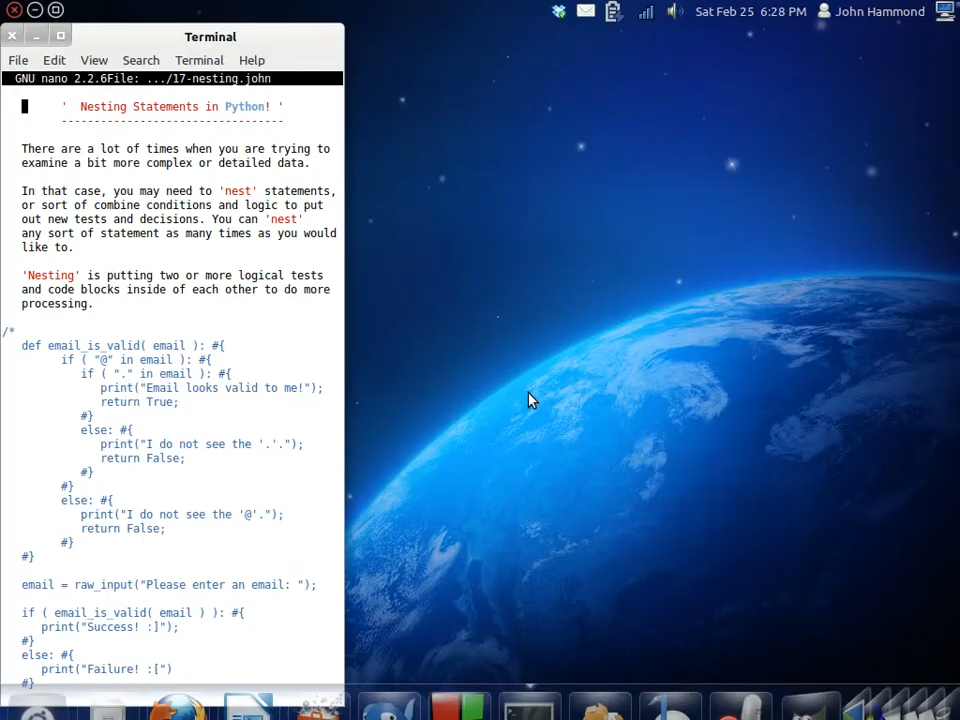 Sat Feb 25 6:28 PM John Hammond
Terminal
File Edit View Search Terminal Help
GNU nano 2.2.6File: .../17-nesting.john
' Nesting Statements in Python! '
---------------------------------
There are a lot of times when you are trying to
examine a bit more complex or detailed data.
In that case, you may need to 'nest' statements,
or sort of combine conditions and logic to put
out new tests and decisions. You can 'nest'
any sort of statement as many times as you would
like to.
'Nesting' is putting two or more logical tests
and code blocks inside of each other to do more
processing.
/*
def email_is_valid( email ): #{
if ( "@" in email ): #{
if ( "." in email ): #{
print("Email looks valid to me!");
return True;
#}
else: #{
print("I do not see the '.'.");
return False;
#}
#}
else: #{
print("I do not see the '@'.");
return False;
#}
#}
email = raw_input("Please enter an email: ");
if ( email_is_valid( email ) ): #{
print("Success! :]");
#}
else: #{
print("Failure! :[")
#}